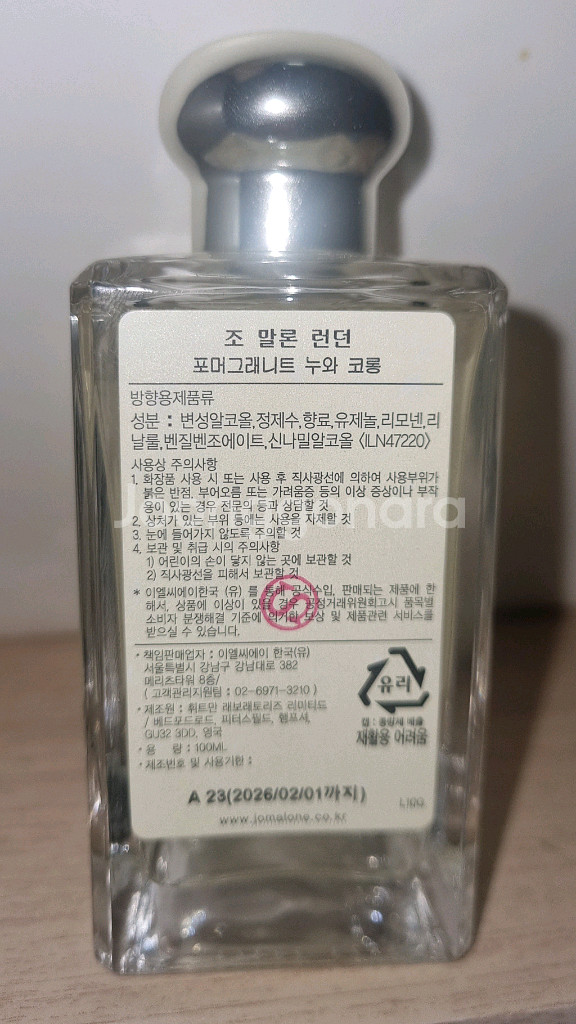 조 말론 런던
포머그래니트 누와 코롱
방향용제품류
성분 : 변성알코올,정제수,향료,유제놀,리모넨,리
날룰,벤질벤조에이트,신나밀알코올 <ILN47220>
사용상 주의사항
1. 화장품 사용 시 또는 사용 후 직사광선에 의하여 사용부위가
붉은 반점, 부어오름 또는 가려움증 등의 이상 증상이나 부작
용이 있는 경우 전문의 등과 상담할 것
2. 상처가 있는 부위 등에는 사용을 자제할 것
3. 눈에 들어가지 않도록 주의할 것
4. 보관 및 취급 시의 주의사항
1) 어린이의 손이 닿지 않는 곳에 보관할 것
2) 직사광선을 피해서 보관할 것
* 이엘씨에이한국 (유) 를 통해 공식수입, 판매되는 제품에 한
해서, 상품에 이상이 있을 경우 공정거래위원회고시 품목별
소비자 분쟁해결 기준에 의거한 보상 및 제품관련 서비스를
받으실 수 있습니다.
· 책임판매업자 : 이엘씨에이 한국(유)
서울특별시 강남구 강남대로 382
메리츠타워 8층/
( 고객관리지원팀 : 02-6971-3210 )
· 제조원 : 휘트만 래보래토리즈 리미티드
/ 베드포드로드, 피터스필드, 햄프셔,
GU32 3DD, 영국
· 용 량 : 100ML
· 제조번호 및 사용기한 :
유리
재활용 어려움
A 23(2026/02/01까지)
www.jomalone.co.kr